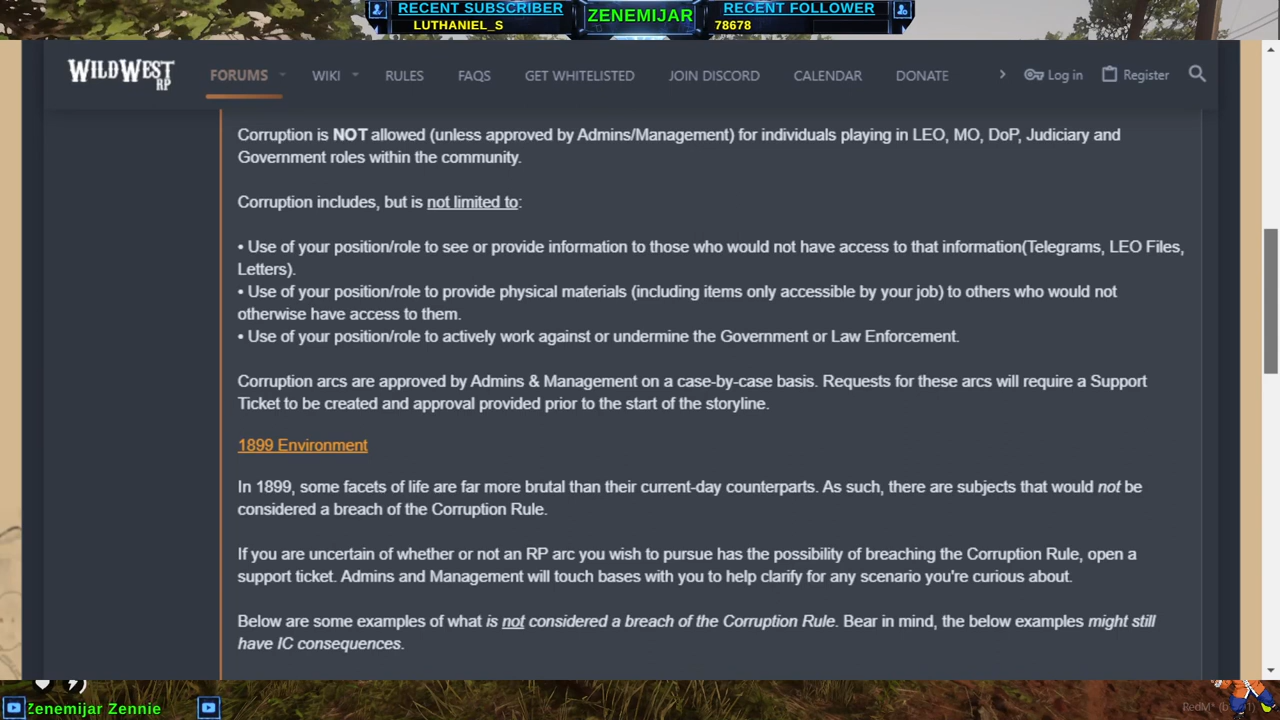 RECENT SUBSCRIBER
LUTHANIEL_S
ZENEMIJAR
RECENT FOLLOWER
78678
WILD WEST RP
FORUMS WIKI RULES FAQS GET WHITELISTED JOIN DISCORD CALENDAR DONATE Log in Register
Corruption is NOT allowed (unless approved by Admins/Management) for individuals playing in LEO, MO, DoP, Judiciary and
Government roles within the community.
Corruption includes, but is not limited to:
• Use of your position/role to see or provide information to those who would not have access to that information(Telegrams, LEO Files,
Letters).
• Use of your position/role to provide physical materials (including items only accessible by your job) to others who would not
otherwise have access to them.
• Use of your position/role to actively work against or undermine the Government or Law Enforcement.
Corruption arcs are approved by Admins & Management on a case-by-case basis. Requests for these arcs will require a Support
Ticket to be created and approval provided prior to the start of the storyline.
1899 Environment
In 1899, some facets of life are far more brutal than their current-day counterparts. As such, there are subjects that would not be
considered a breach of the Corruption Rule.
If you are uncertain of whether or not an RP arc you wish to pursue has the possibility of breaching the Corruption Rule, open a
support ticket. Admins and Management will touch bases with you to help clarify for any scenario you're curious about.
Below are some examples of what is not considered a breach of the Corruption Rule. Bear in mind, the below examples might still
have IC consequences.
Zenemijar Zennie
RedM*